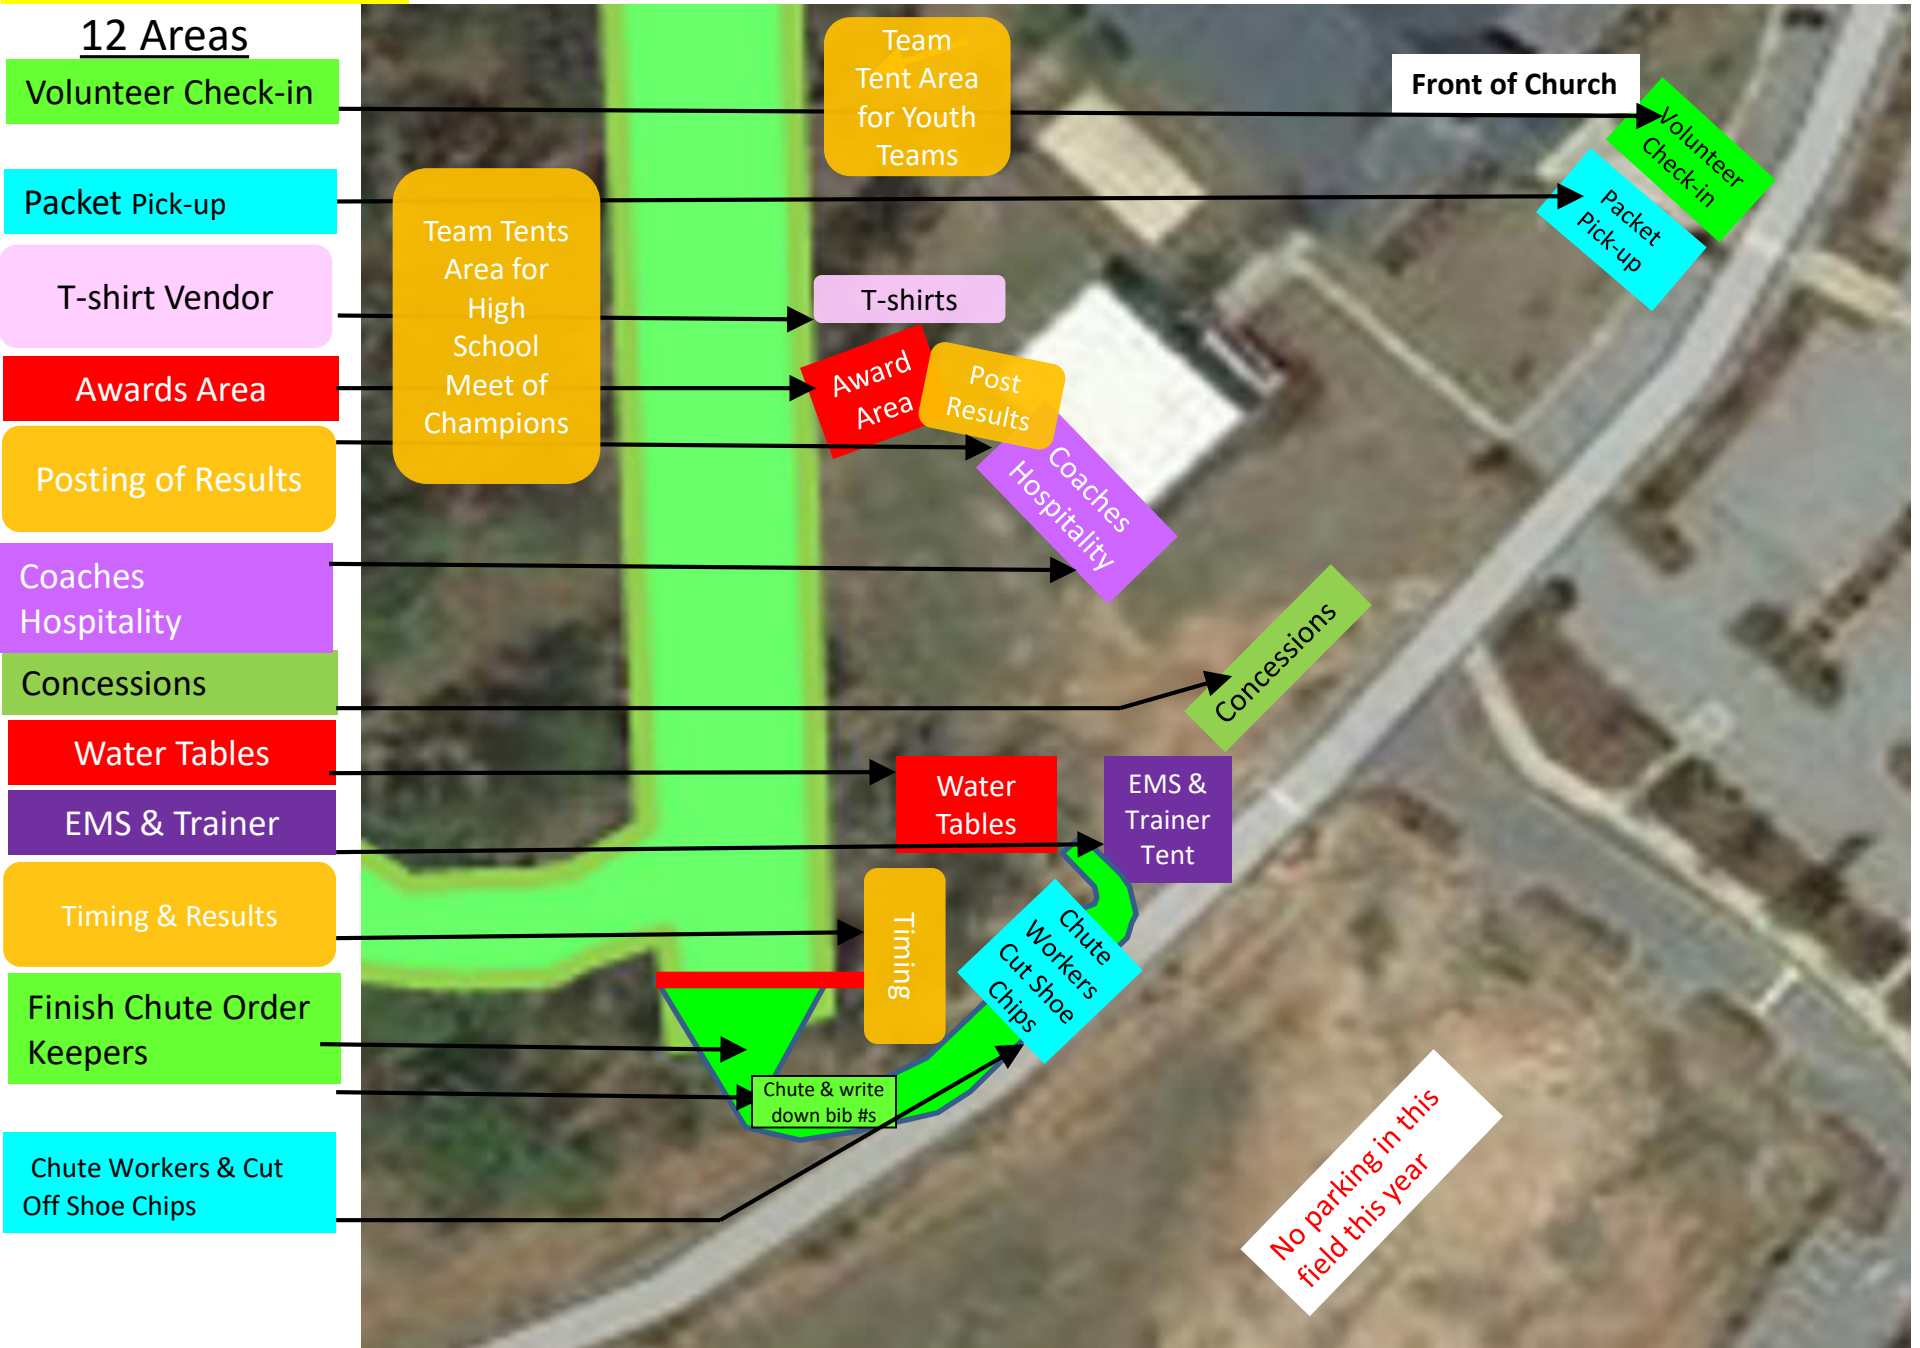 12 Areas
Volunteer Check-in
Packet Pick-up
T-shirt Vendor
Awards Area
Posting of Results
Coaches
Hospitality
Concessions
Water Tables
EMS & Trainer
Timing & Results
Finish Chute Order
Keepers
Chute Workers & Cut
Off Shoe Chips
Team
Tent Area
for Youth
Teams
Front of Church
Volunteer
Check-in
Packet
Pick-up
Team Tents
Area for
High
School
Meet of
Champions
T-shirts
Award
Area
Post
Results
Coaches
Hospitality
Concessions
Water
Tables
EMS &
Trainer
Tent
Timing
Chute
Workers
Cut Shoe
Chips
Chute & write
down bib #s
No parking in this
field this year